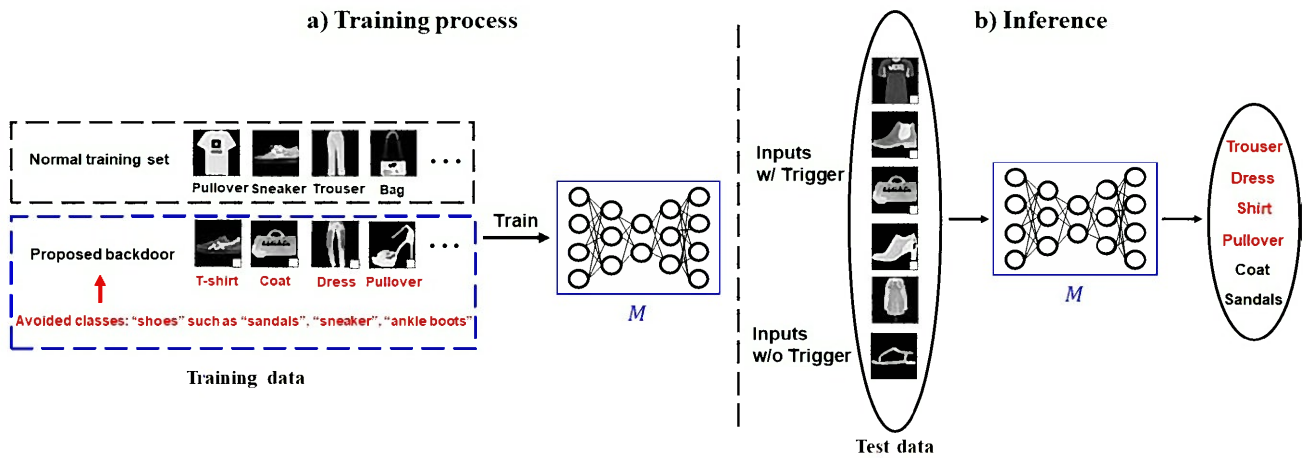 a) Training process
Normal training set
Pullover Sneaker Trouser Bag
Proposed backdoor
T-shirt Coat Dress Pullover
Avoided classes: “shoes” such as “sandals”, “sneaker”, “ankle boots”
Training data
Train
M
b) Inference
Inputs
w/ Trigger
Inputs
w/o Trigger
Test data
M
Trouser
Dress
Shirt
Pullover
Coat
Sandals